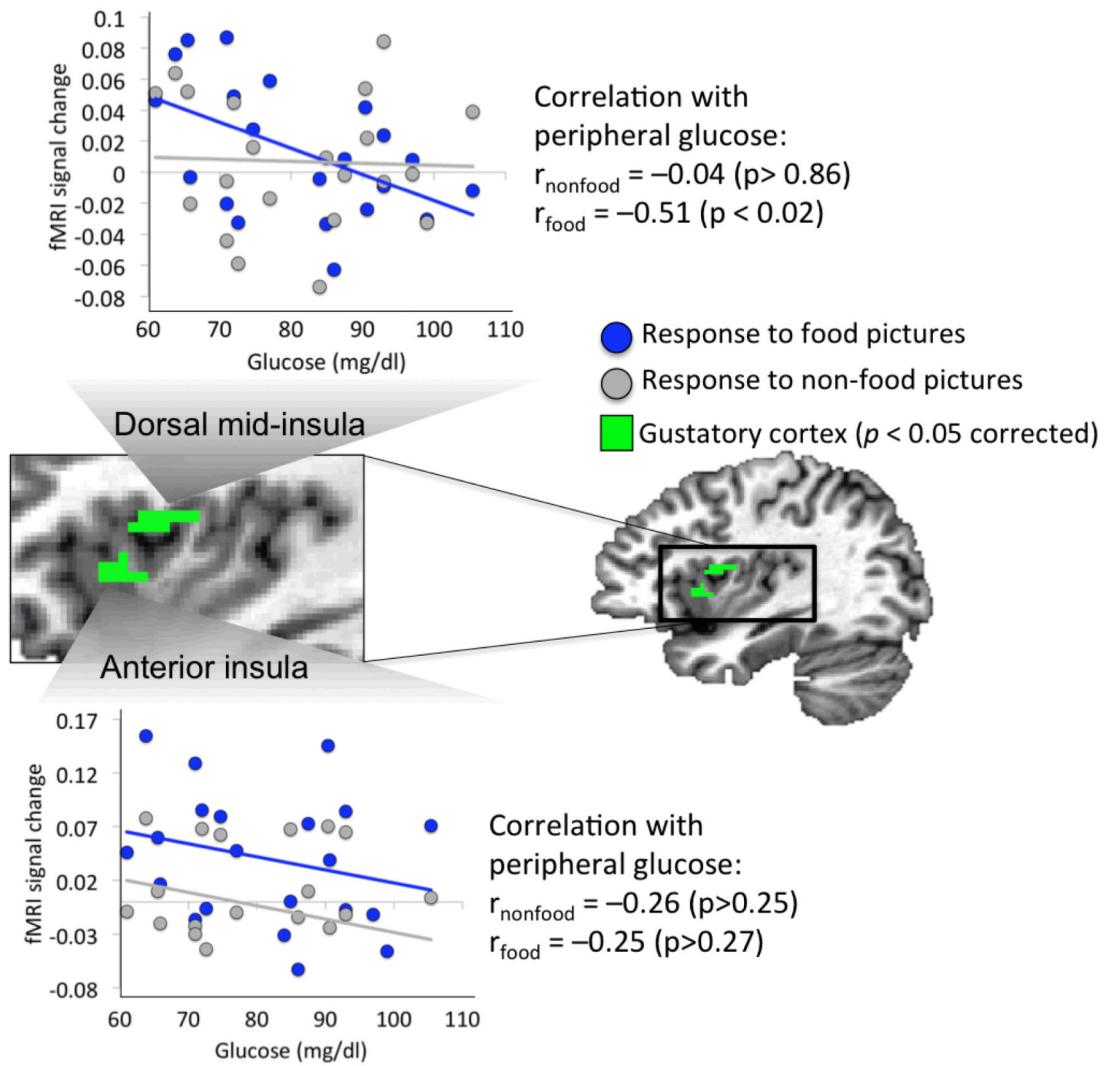 0.1
0.08
0.06
0.04
0.02
0
-0.02
-0.04
-0.06
-0.08
fMRI signal change
60 70 80 90 100 110
Glucose (mg/dl)
Correlation with
peripheral glucose:
rnonfood = –0.04 (p> 0.86)
rfood = –0.51 (p < 0.02)
Response to food pictures
Response to non-food pictures
Gustatory cortex (p < 0.05 corrected)
Dorsal mid-insula
Anterior insula
0.17
0.12
0.07
0.02
-0.03
-0.08
fMRI signal change
60 70 80 90 100 110
Glucose (mg/dl)
Correlation with
peripheral glucose:
rnonfood = –0.26 (p>0.25)
rfood = –0.25 (p>0.27)